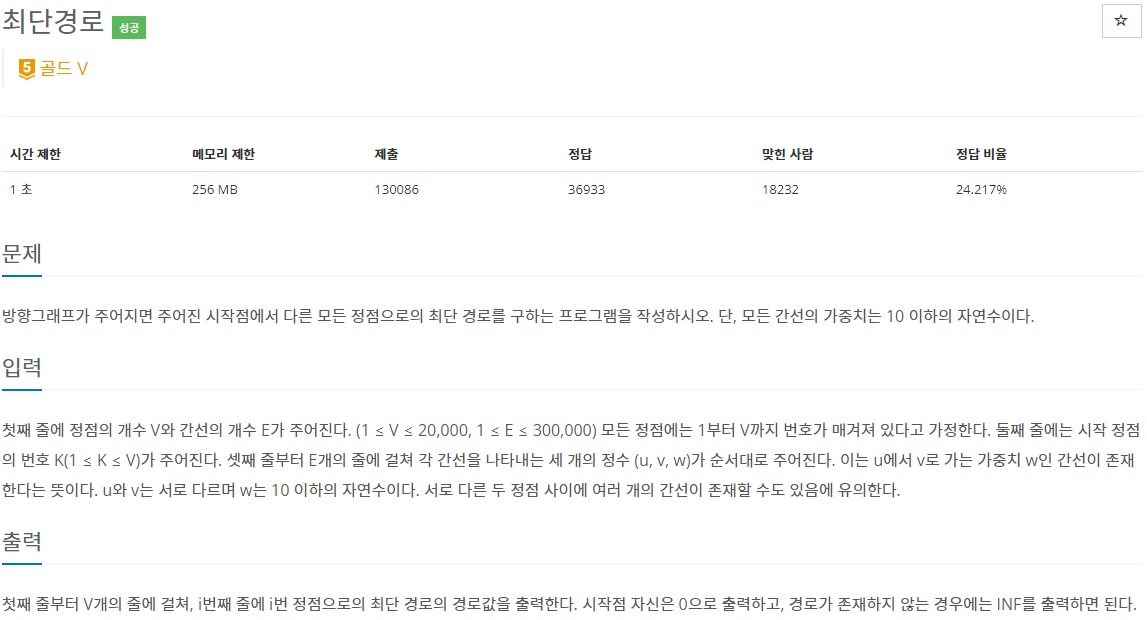 최단경로 성공
☆
5 골드 V
시간 제한 메모리 제한 제출 정답 맞힌 사람 정답 비율
1 초 256 MB 130086 36933 18232 24.217%
문제
방향그래프가 주어지면 주어진 시작점에서 다른 모든 정점으로의 최단 경로를 구하는 프로그램을 작성하시오. 단, 모든 간선의 가중치는 10 이하의 자연수이다.
입력
첫째 줄에 정점의 개수 V와 간선의 개수 E가 주어진다. (1 ≤ V ≤ 20,000, 1 ≤ E ≤ 300,000) 모든 정점에는 1부터 V까지 번호가 매겨져 있다고 가정한다. 둘째 줄에는 시작 정점
의 번호 K(1 ≤ K ≤ V)가 주어진다. 셋째 줄부터 E개의 줄에 걸쳐 각 간선을 나타내는 세 개의 정수 (u, v, w)가 순서대로 주어진다. 이는 u에서 v로 가는 가중치 w인 간선이 존재
한다는 뜻이다. u와 v는 서로 다르며 w는 10 이하의 자연수이다. 서로 다른 두 정점 사이에 여러 개의 간선이 존재할 수도 있음에 유의한다.
출력
첫째 줄부터 V개의 줄에 걸쳐, i번째 줄에 i번 정점으로의 최단 경로의 경로값을 출력한다. 시작점 자신은 0으로 출력하고, 경로가 존재하지 않는 경우에는 INF를 출력하면 된다.